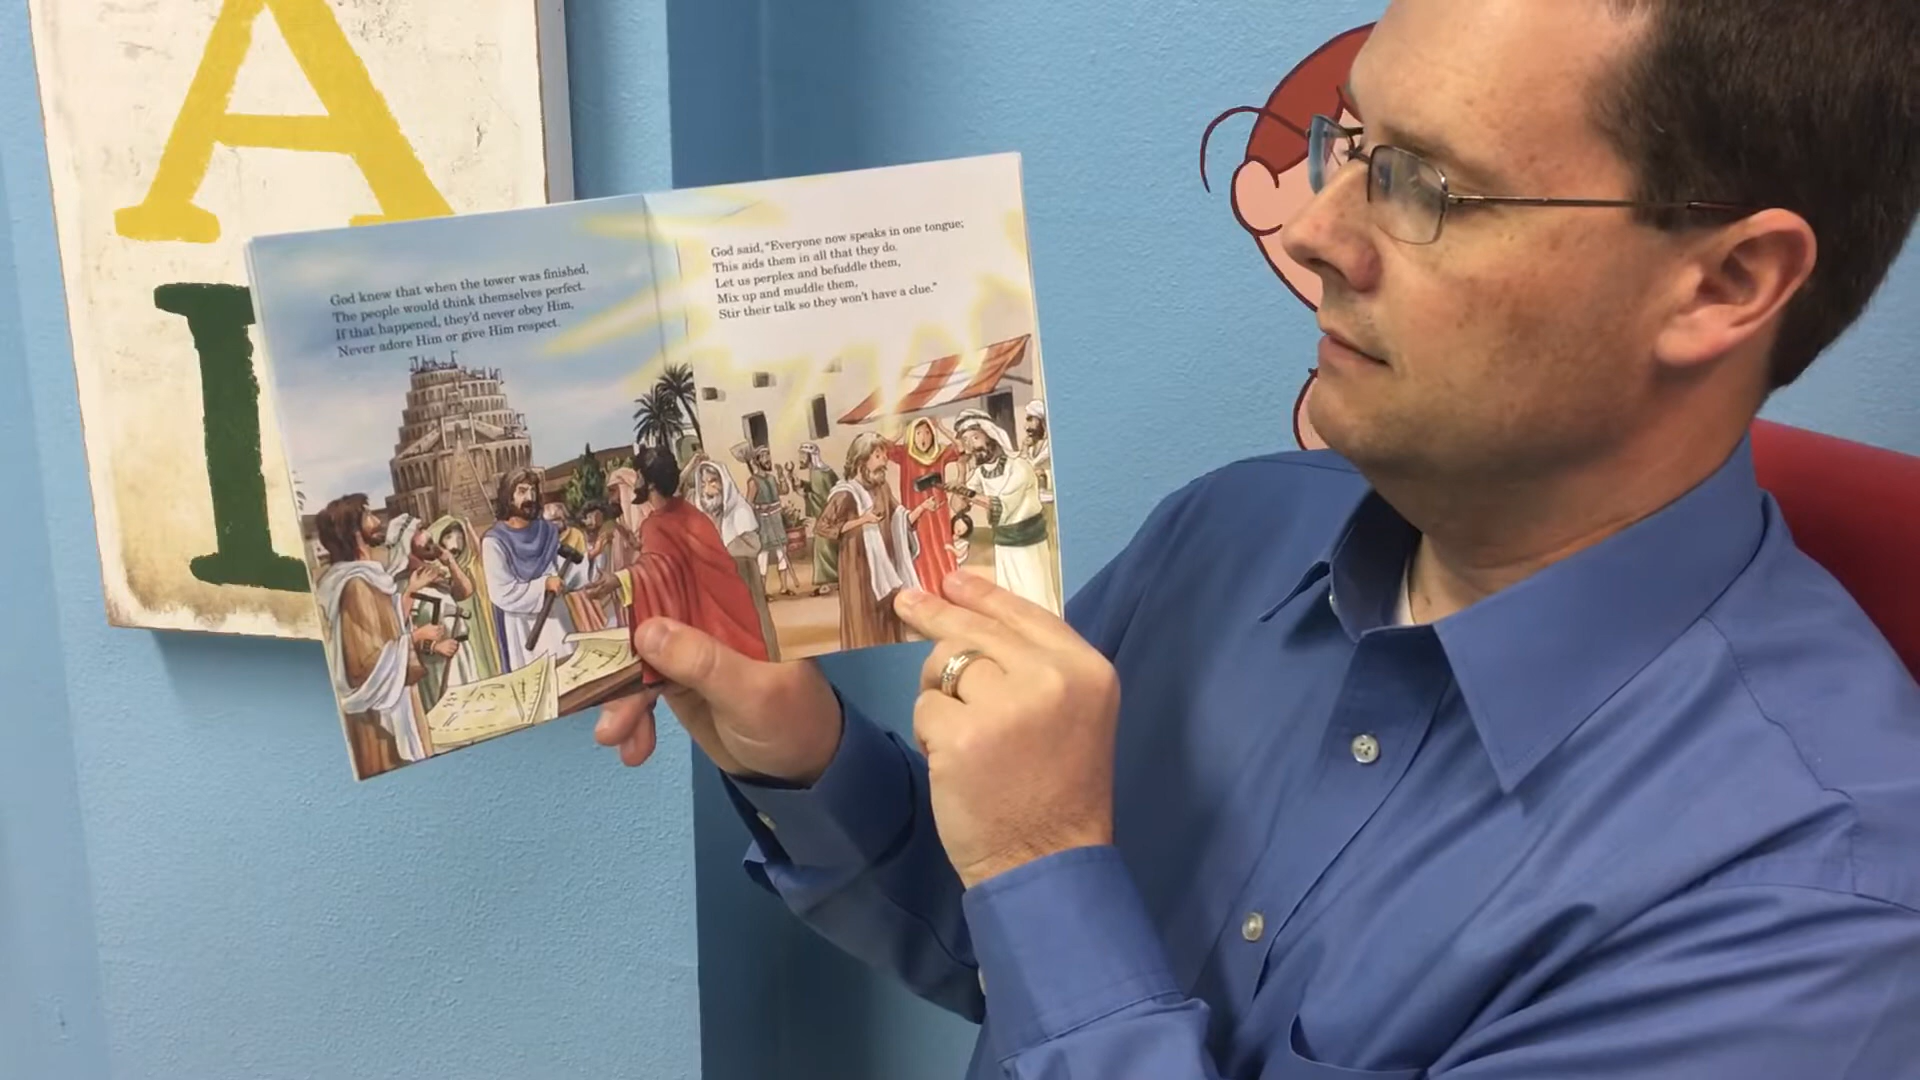 A
I
God knew that when the tower was finished,
The people would think themselves perfect.
If that happened, they'd never obey Him,
Never adore Him or give Him respect.
God said, "Everyone now speaks in one tongue;
This aids them in all that they do.
Let us perplex and befuddle them,
Mix up and muddle them,
Stir their talk so they won't have a clue."